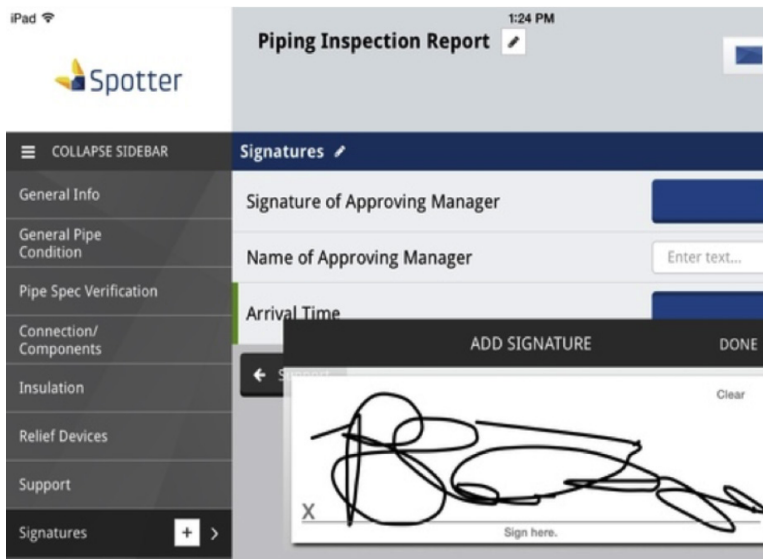 iPad
1:24 PM
Spotter
Piping Inspection Report
COLLAPSE SIDEBAR
General Info
General Pipe
Condition
Pipe Spec Verification
Connection/
Components
Insulation
Relief Devices
Support
Signatures
Signatures
Signature of Approving Manager
Name of Approving Manager
Enter text...
Arrival Time
Support
ADD SIGNATURE
DONE
Clear
X
Sign here.